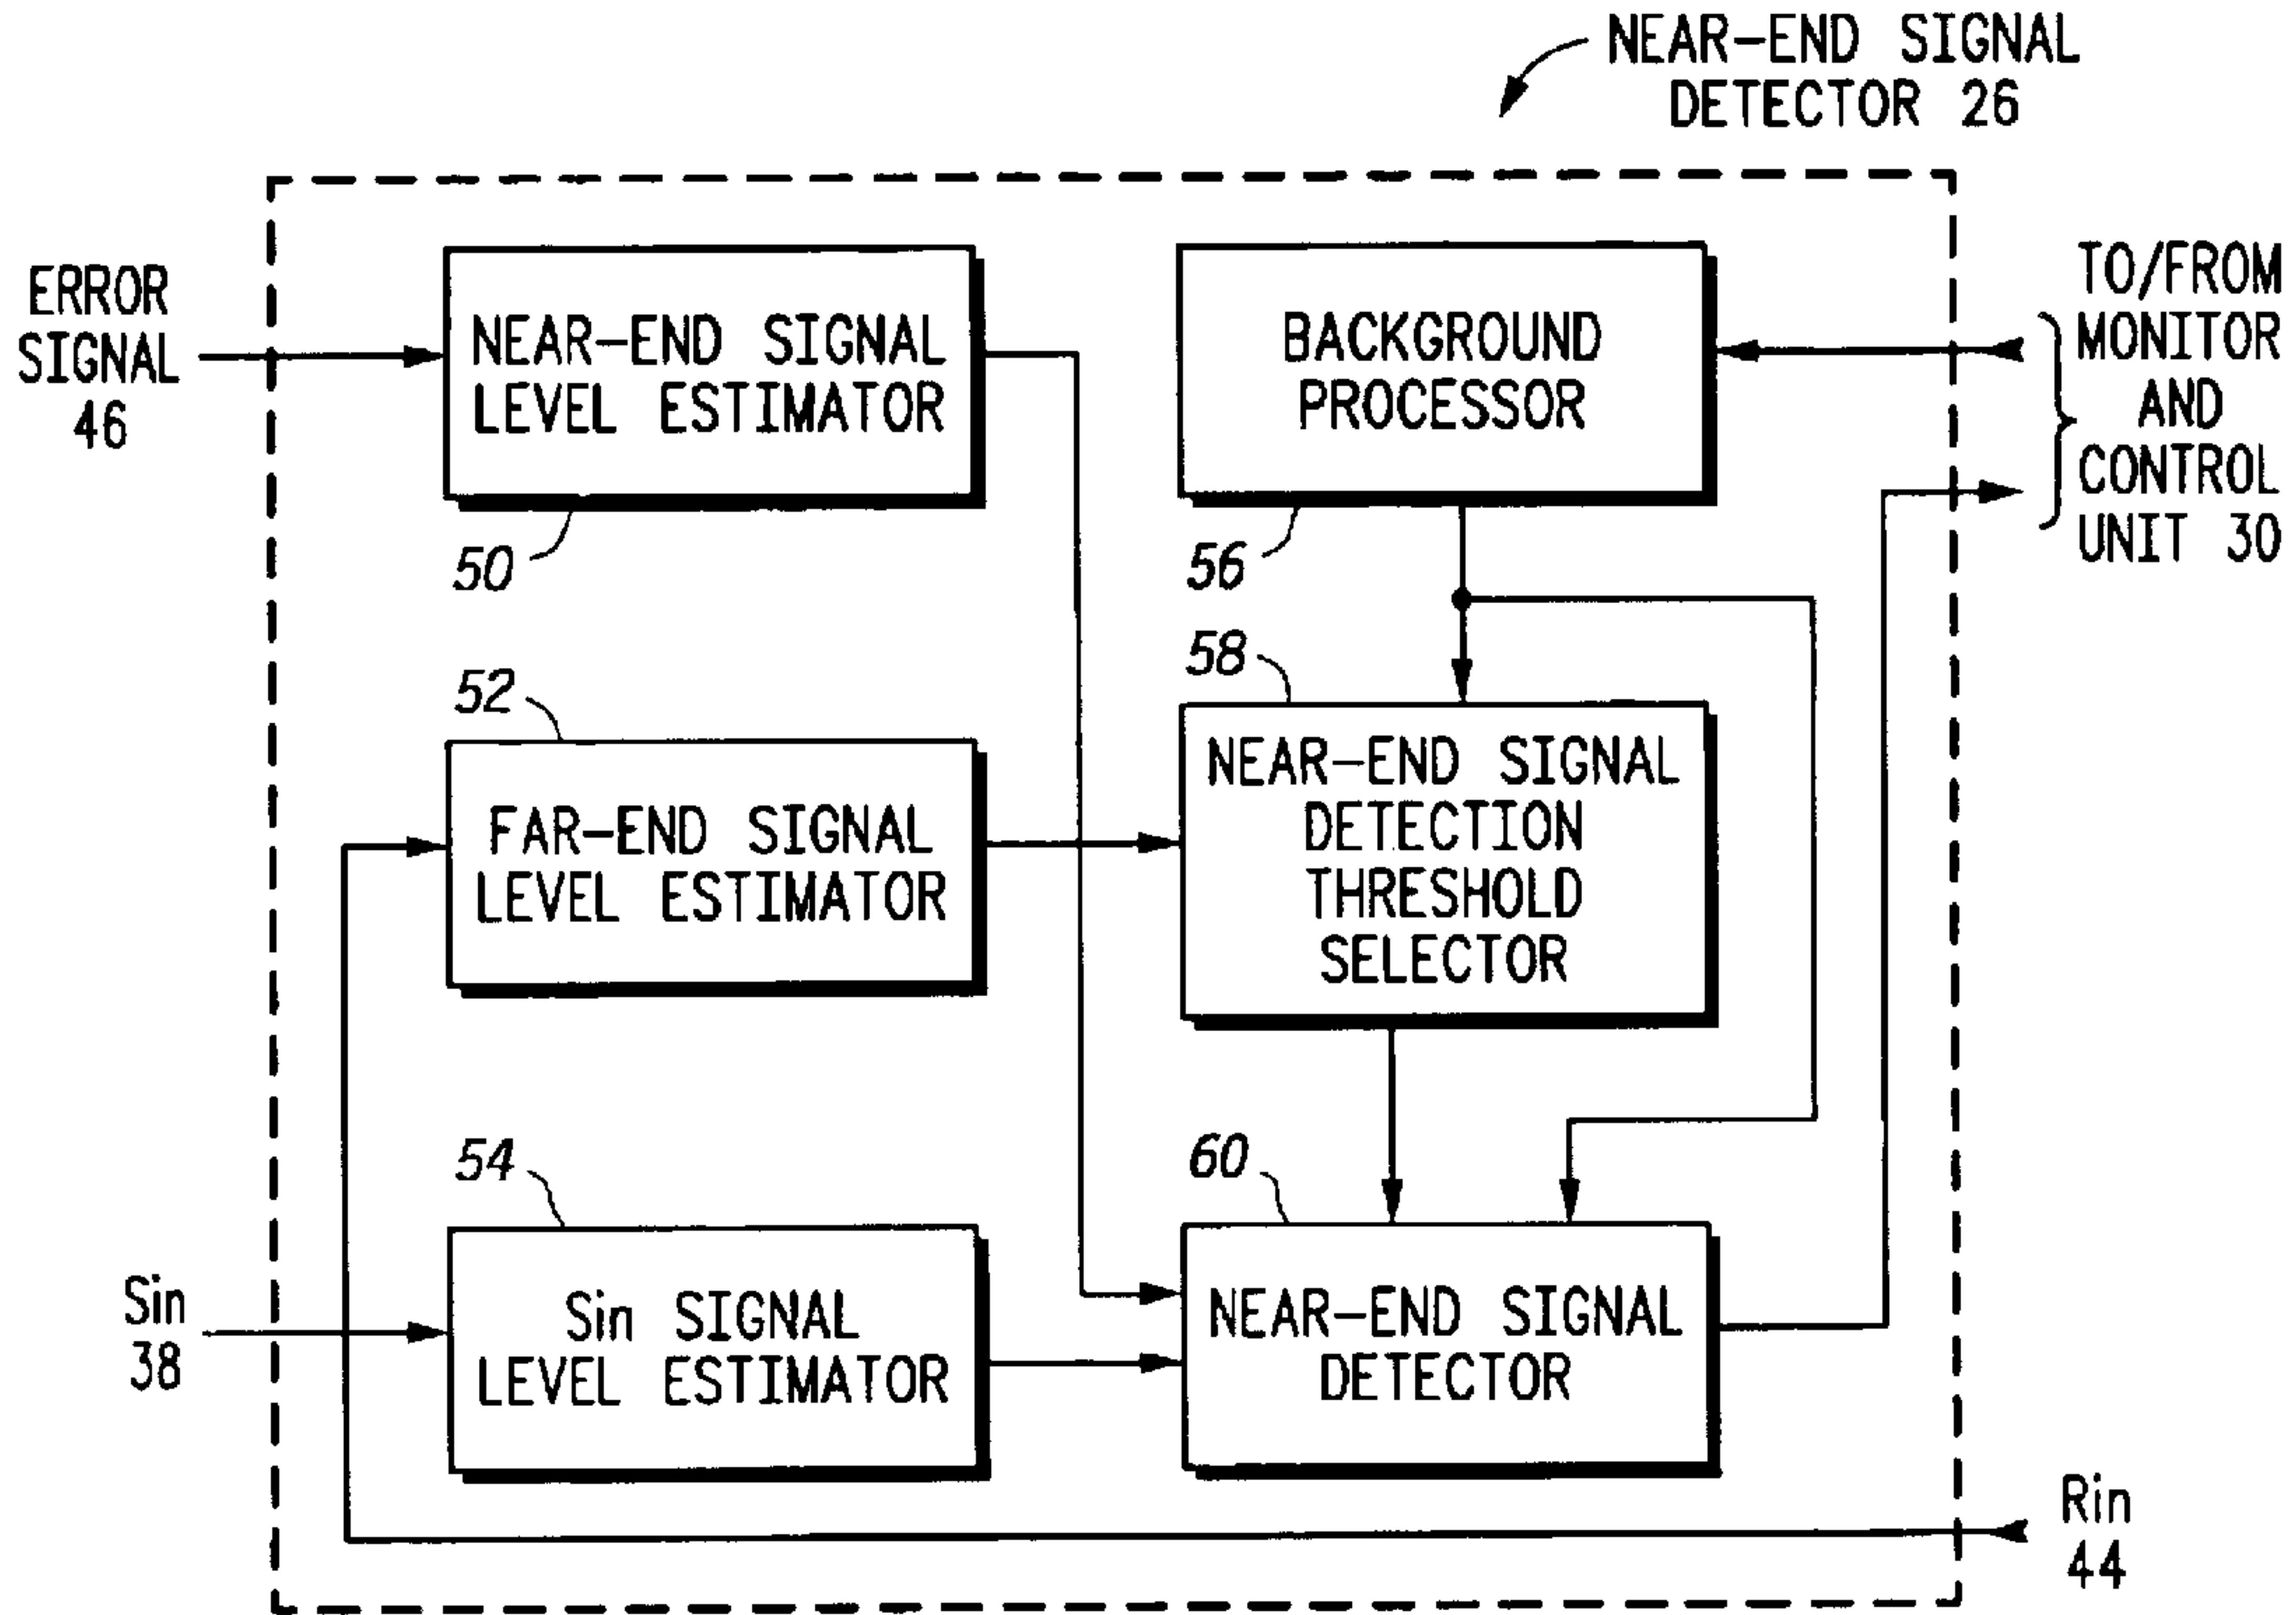 NEAR-END SIGNAL
DETECTOR 26
ERROR
SIGNAL
46
NEAR-END SIGNAL
LEVEL ESTIMATOR
50
BACKGROUND
PROCESSOR
56
TO/FROM
MONITOR
AND
CONTROL
UNIT 30
52
FAR-END SIGNAL
LEVEL ESTIMATOR
58
NEAR-END SIGNAL
DETECTION
THRESHOLD
SELECTOR
54
Sin
38
Sin SIGNAL
LEVEL ESTIMATOR
60
NEAR-END SIGNAL
DETECTOR
Rin
44